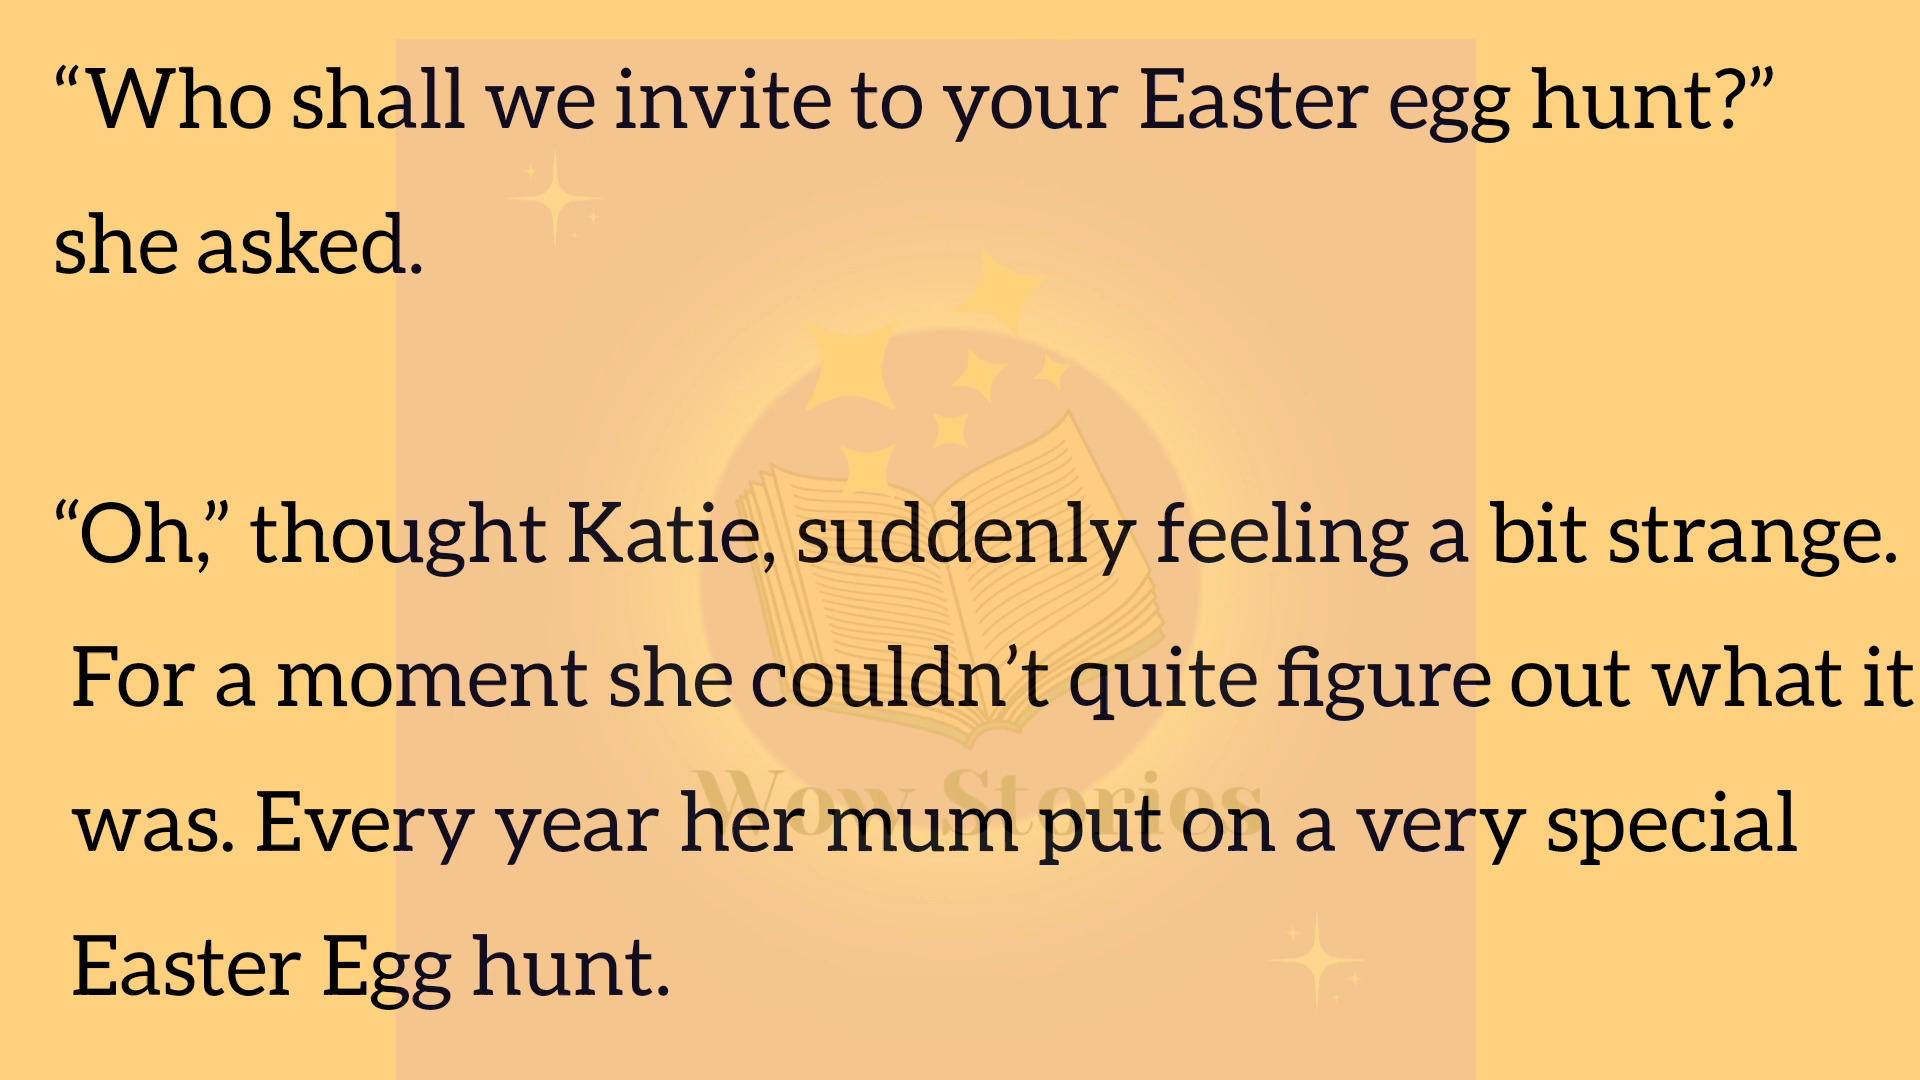 “Who shall we invite to your Easter egg hunt?”
she asked.
“Oh,” thought Katie, suddenly feeling a bit strange.
For a moment she couldn’t quite figure out what it
was. Every year her mum put on a very special
Wow Stories
Easter Egg hunt.